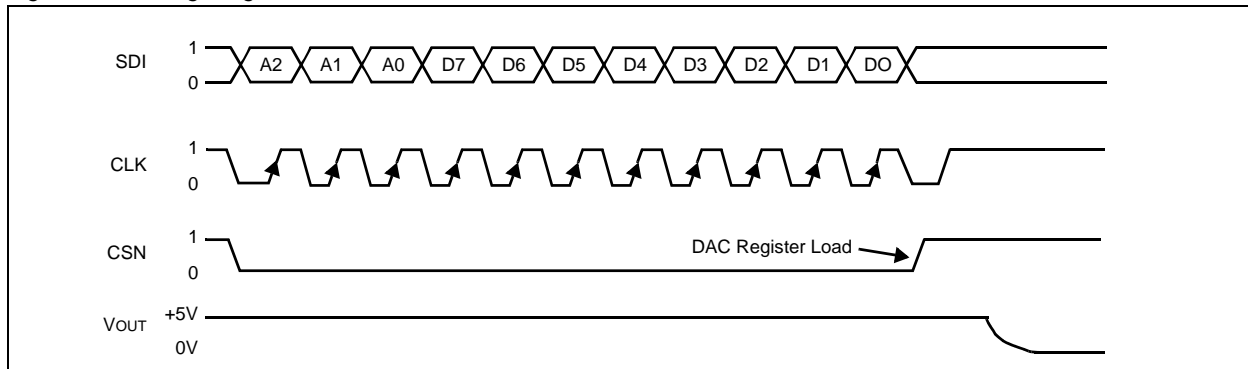 SDI 1 0 A2 A1 A0 D7 D6 D5 D4 D3 D2 D1 DO
CLK 1 0
CSN 1 0 DAC Register Load
VOUT +5V 0V